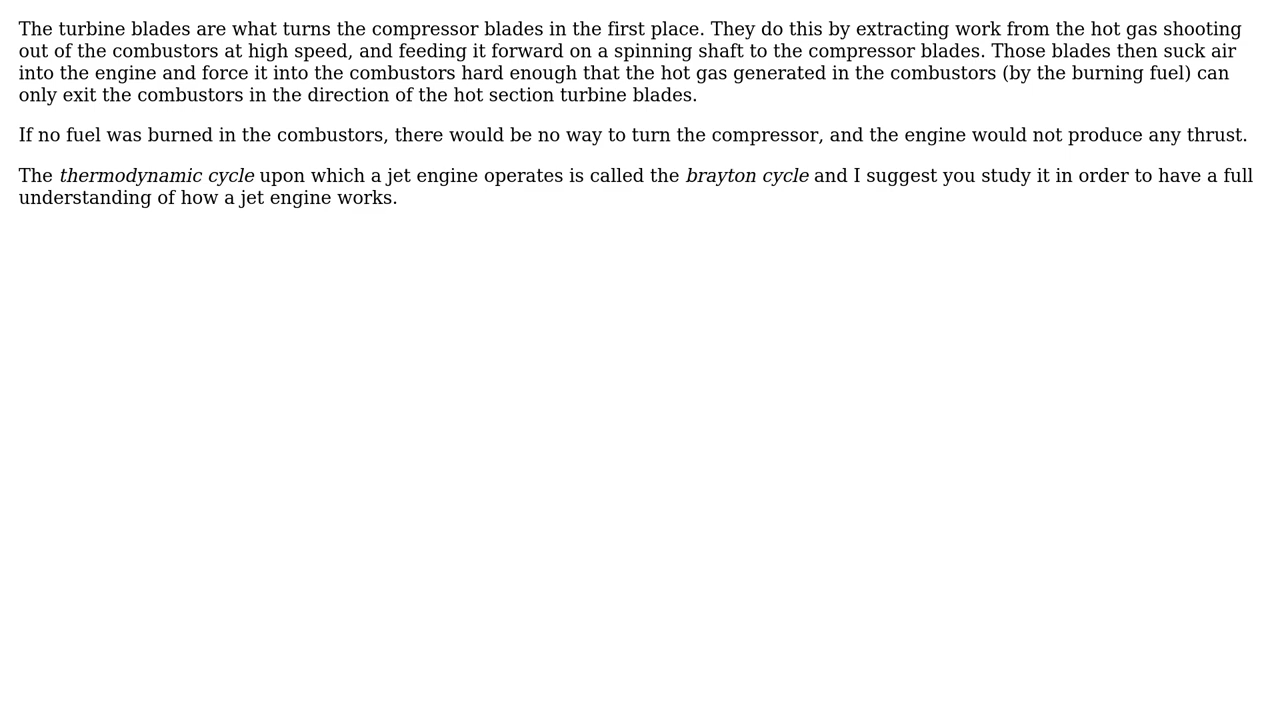 The turbine blades are what turns the compressor blades in the first place. They do this by extracting work from the hot gas shooting
out of the combustors at high speed, and feeding it forward on a spinning shaft to the compressor blades. Those blades then suck air
into the engine and force it into the combustors hard enough that the hot gas generated in the combustors (by the burning fuel) can
only exit the combustors in the direction of the hot section turbine blades.
If no fuel was burned in the combustors, there would be no way to turn the compressor, and the engine would not produce any thrust.
The thermodynamic cycle upon which a jet engine operates is called the brayton cycle and I suggest you study it in order to have a full
understanding of how a jet engine works.